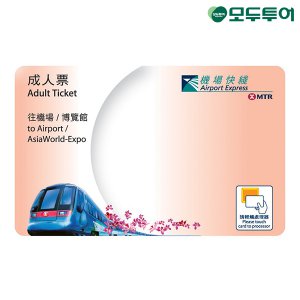 모두투어
成人票
Adult Ticket
機場快綫
Airport Express
MTR
往機場 / 博覽館
to Airport /
AsiaWorld-Expo
請輕觸處理器
Please touch
card to processor